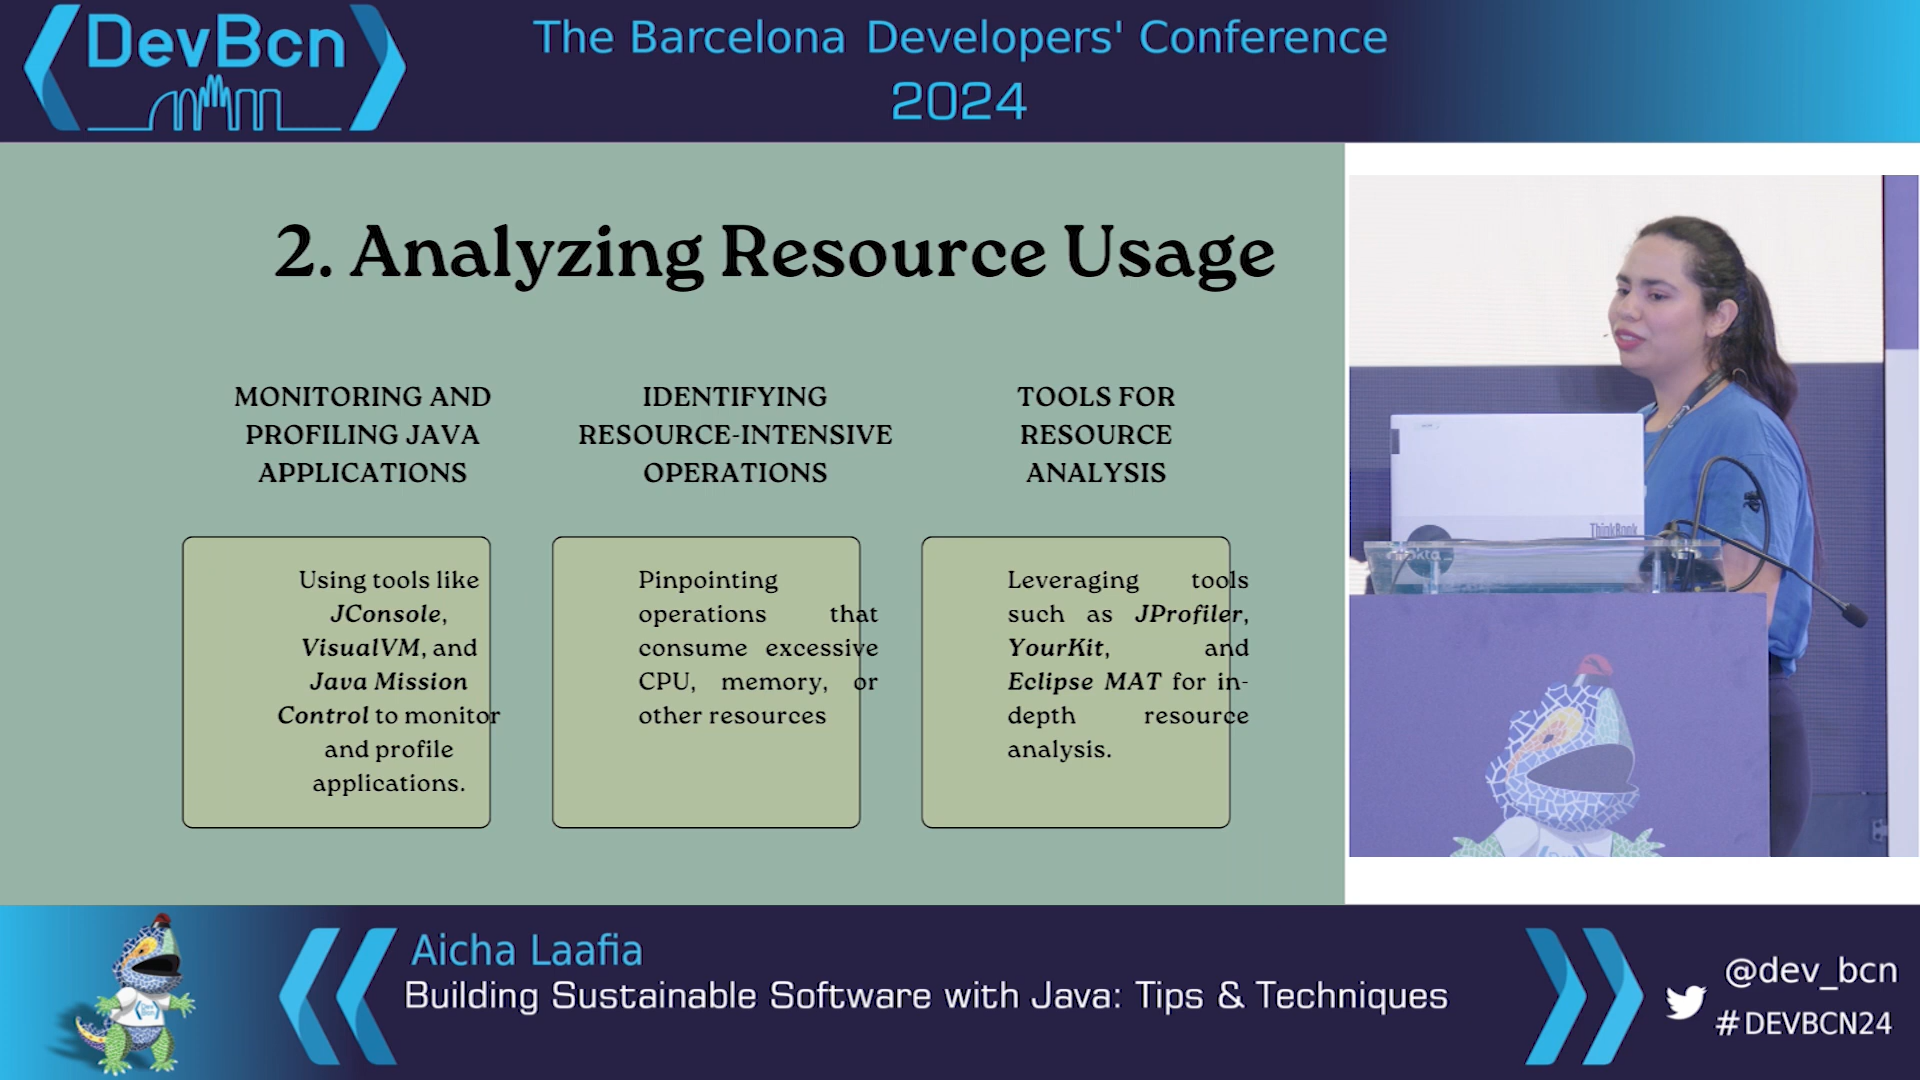 DevBcn
The Barcelona Developers' Conference
2024
2. Analyzing Resource Usage
MONITORING AND
PROFILING JAVA
APPLICATIONS
Using tools like
JConsole,
VisualVM, and
Java Mission
Control to monitor
and profile
applications.
IDENTIFYING
RESOURCE-INTENSIVE
OPERATIONS
Pinpointing
operations that
consume excessive
CPU, memory, or
other resources
TOOLS FOR
RESOURCE
ANALYSIS
Leveraging tools
such as JProfiler,
YourKit, and
Eclipse MAT for in-
depth resource
analysis.
ThinkBook
Aicha Laafia
Building Sustainable Software with Java: Tips & Techniques
@dev_bcn
#DEVBCN24